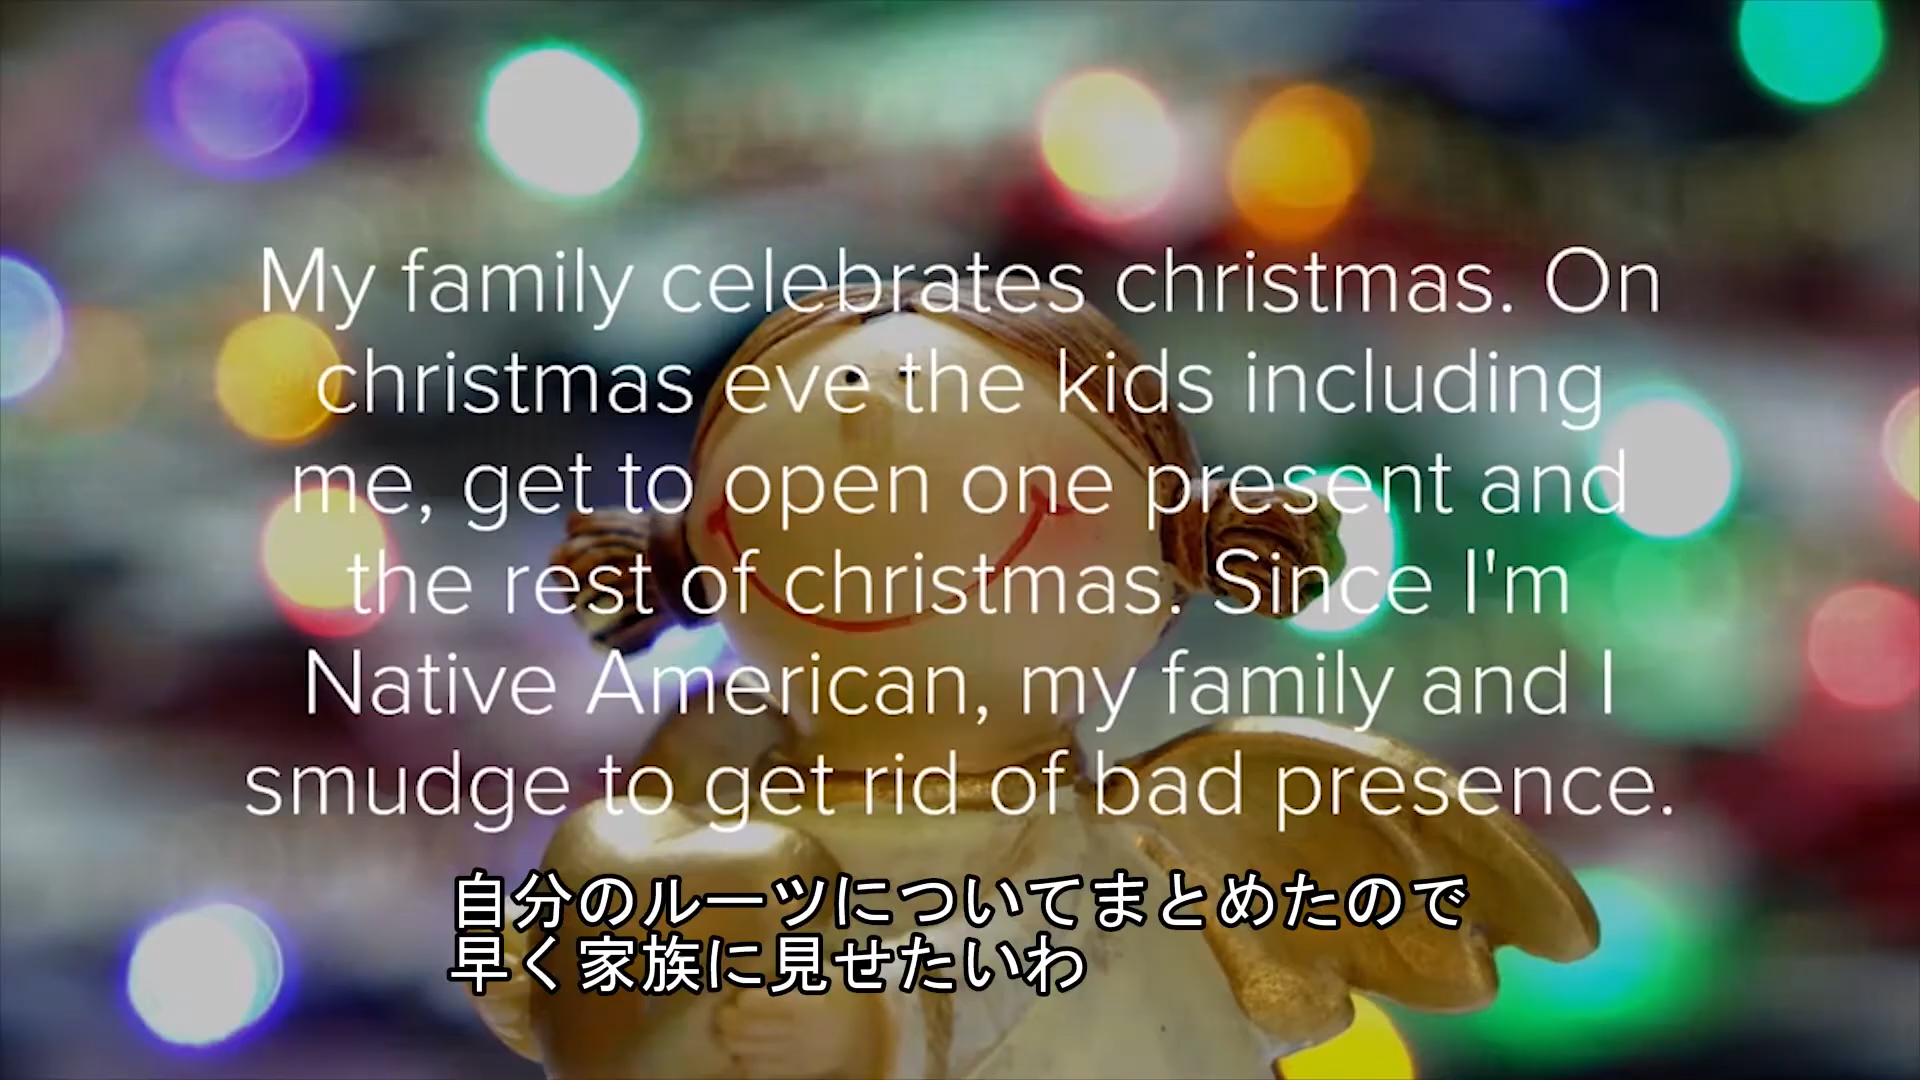 My family celebrates christmas. On
christmas eve the kids including
me, get to open one present and
the rest of christmas. Since I'm
Native American, my family and I
smudge to get rid of bad presence.
自分のルーツについてまとめたので
早く家族に見せたいわ